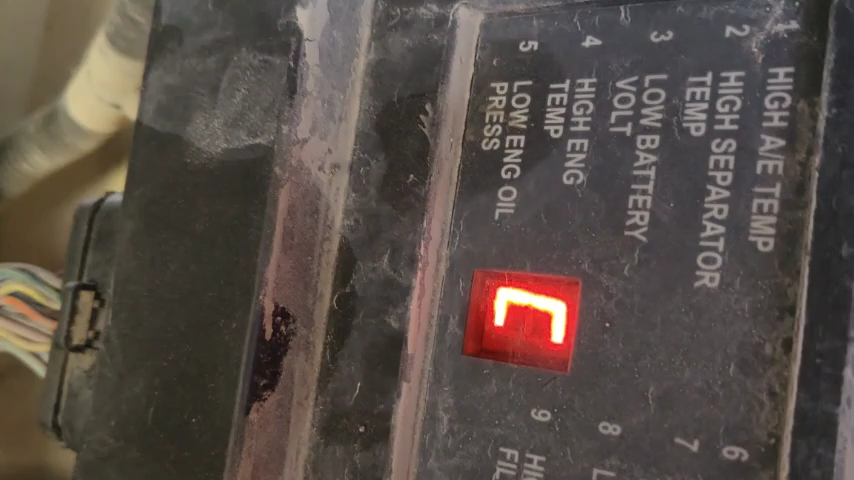 1 HIGH A/E TEMP
2 HIGH SEPARATOR
TEMP
3 LOW BATTERY
VOLT
4 HIGH ENG
TEMP
5 LOW ENG OIL
PRESS
C
6
7
8
9